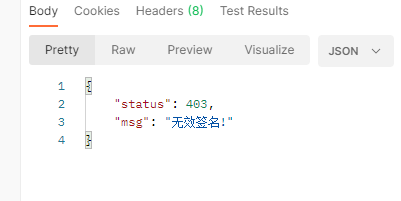 Body Cookies Headers (8) Test Results
Pretty Raw Preview Visualize JSON
1 {
2 "status": 403,
3 "msg": "无效签名!"
4 }